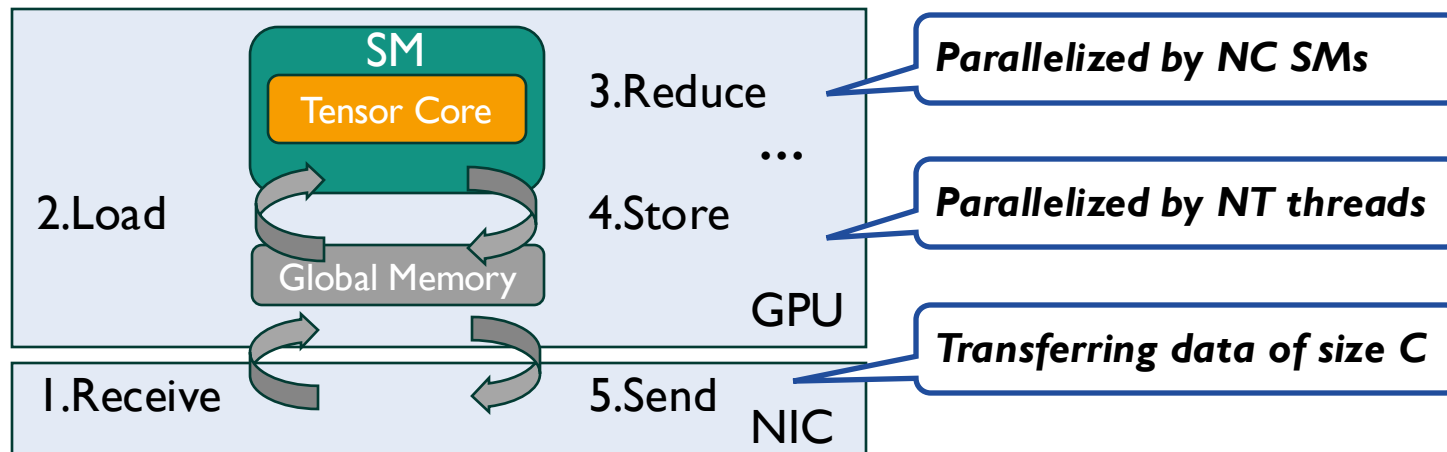 SM
Tensor Core
3.Reduce
...
2.Load
4.Store
Global Memory
GPU
1.Receive
5.Send
NIC
Parallelized by NC SMs
Parallelized by NT threads
Transferring data of size C